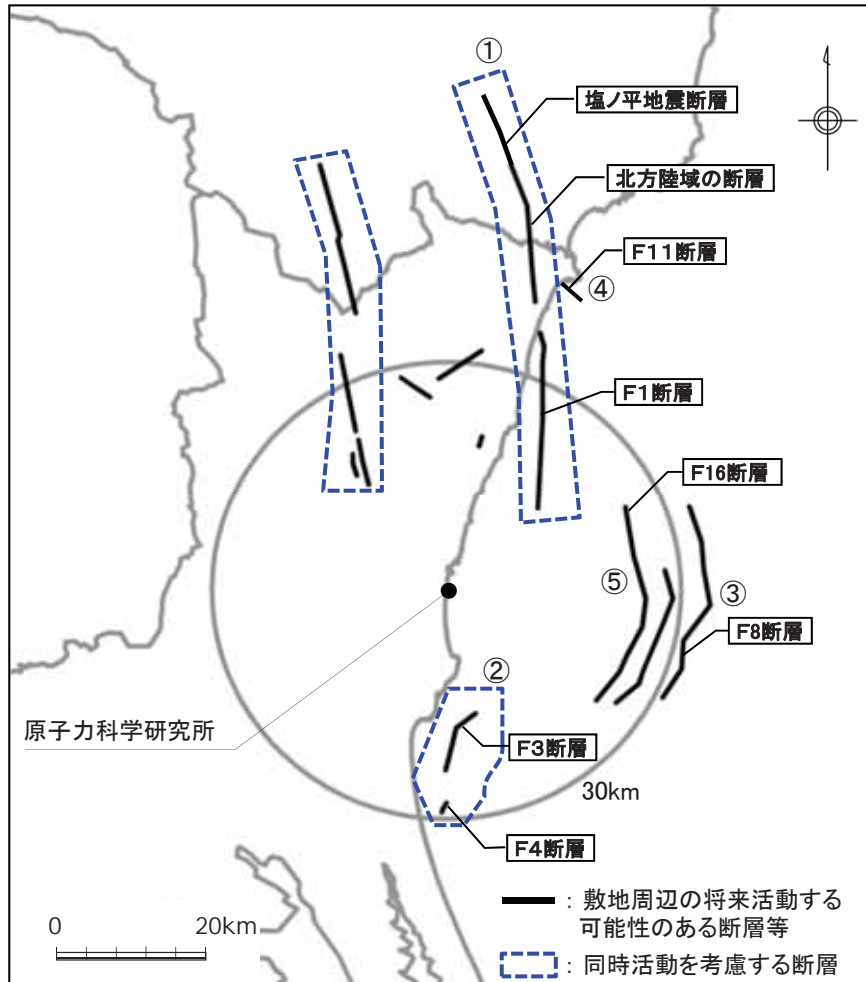 ①
塩ノ平地震断層
北方陸域の断層
F11断層
④
F1断層
F16断層
⑤
③
F8断層
②
原子力科学研究所
F3断層
30km
F4断層
0 20km
: 敷地周辺の将来活動する
可能性のある断層等
: 同時活動を考慮する断層